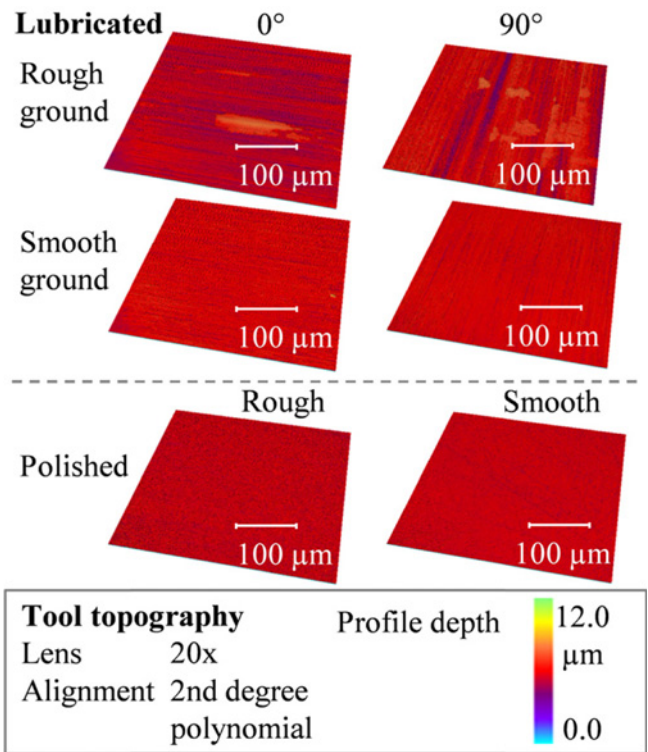 Lubricated 0° 90°
Rough
ground
100 µm 100 µm
Smooth
ground
100 µm 100 µm
Rough Smooth
Polished
100 µm 100 µm
Tool topography
Profile depth 12.0
Lens 20x
µm
Alignment 2nd degree
polynomial
0.0